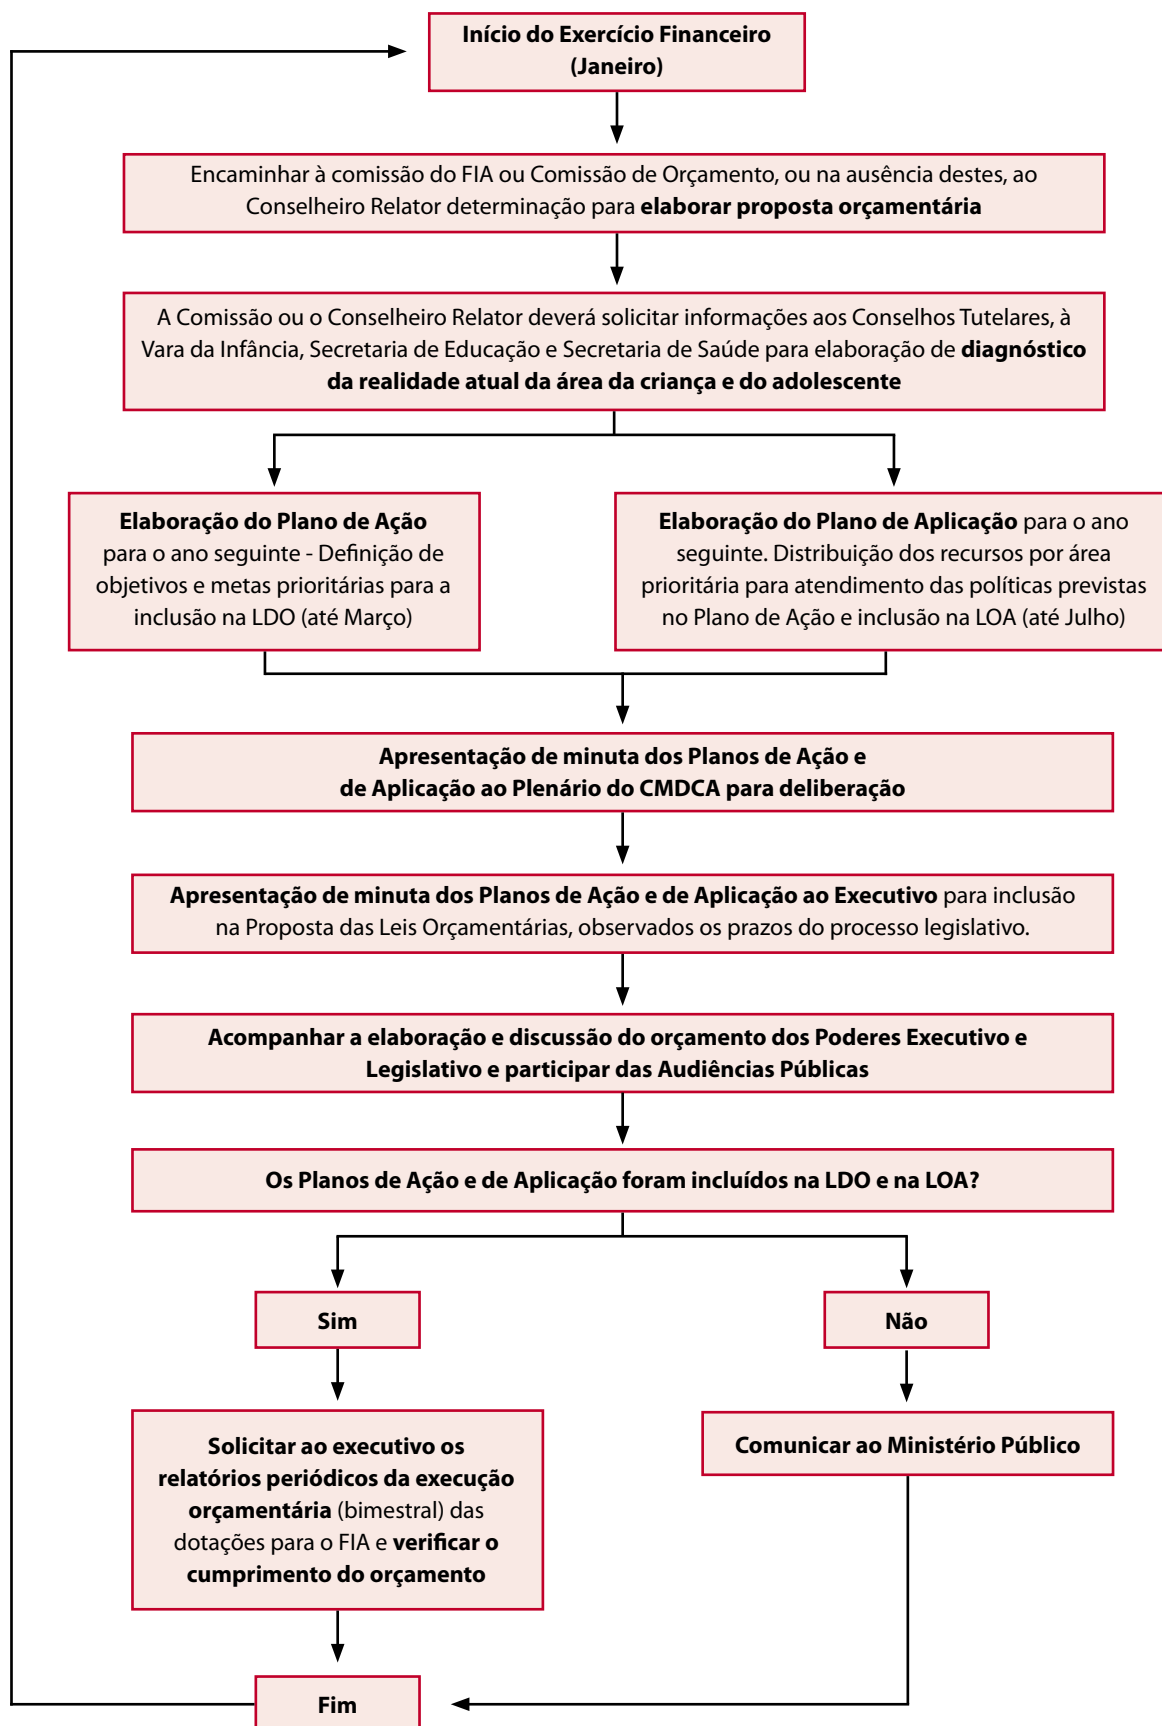 Início do Exercício Financeiro
(Janeiro)
Encaminhar à comissão do FIA ou Comissão de Orçamento, ou na ausência destes, ao
Conselheiro Relator determinação para elaborar proposta orçamentária
A Comissão ou o Conselheiro Relator deverá solicitar informações aos Conselhos Tutelares, à
Vara da Infância, Secretaria de Educação e Secretaria de Saúde para elaboração de diagnóstico
da realidade atual da área da criança e do adolescente
Elaboração do Plano de Ação
para o ano seguinte - Definição de
objetivos e metas prioritárias para a
inclusão na LDO (até Março)
Elaboração do Plano de Aplicação para o ano
seguinte. Distribuição dos recursos por área
prioritária para atendimento das políticas previstas
no Plano de Ação e inclusão na LOA (até Julho)
Apresentação de minuta dos Planos de Ação e
de Aplicação ao Plenário do CMDCA para deliberação
Apresentação de minuta dos Planos de Ação e de Aplicação ao Executivo para inclusão
na Proposta das Leis Orçamentárias, observados os prazos do processo legislativo.
Acompanhar a elaboração e discussão do orçamento dos Poderes Executivo e
Legislativo e participar das Audiências Públicas
Os Planos de Ação e de Aplicação foram incluídos na LDO e na LOA?
Sim
Não
Solicitar ao executivo os
relatórios periódicos da execução
orçamentária (bimestral) das
dotações para o FIA e verificar o
cumprimento do orçamento
Comunicar ao Ministério Público
Fim